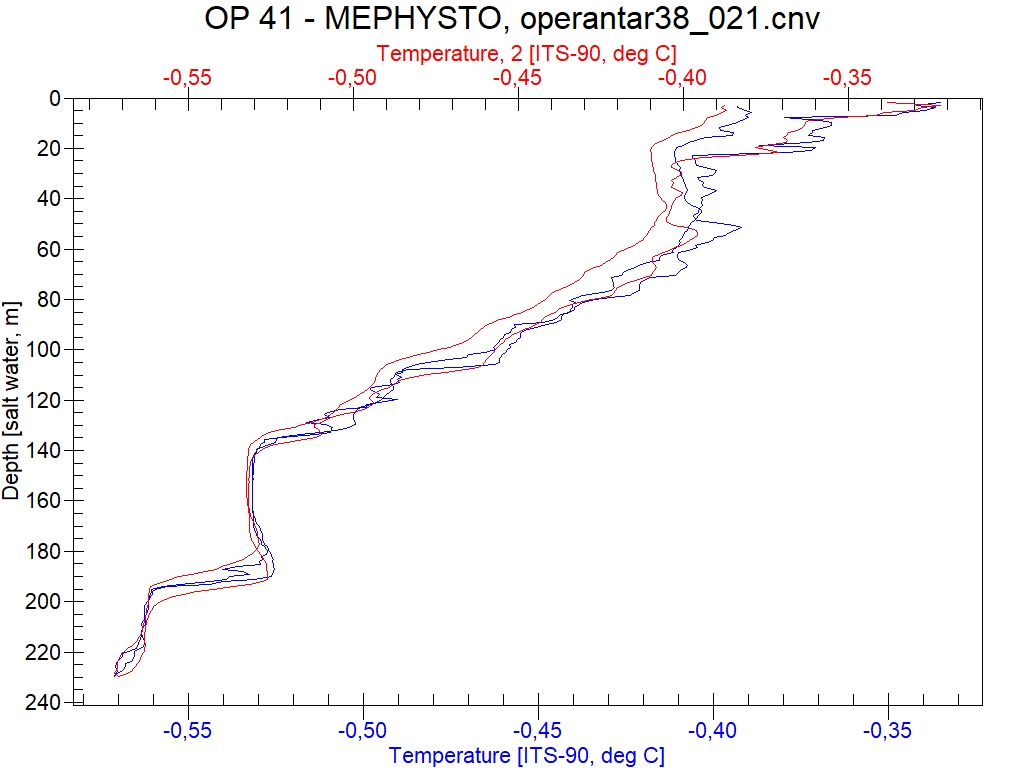 OP 41 - MEPHYSTO, operantar38_021.cnv
Temperature, 2 [ITS-90, deg C]
-0,55 -0,50 -0,45 -0,40 -0,35
0
20
40
60
80
100
120
140
160
180
200
220
240
Depth [salt water, m]
-0,55 -0,50 -0,45 -0,40 -0,35
Temperature [ITS-90, deg C]